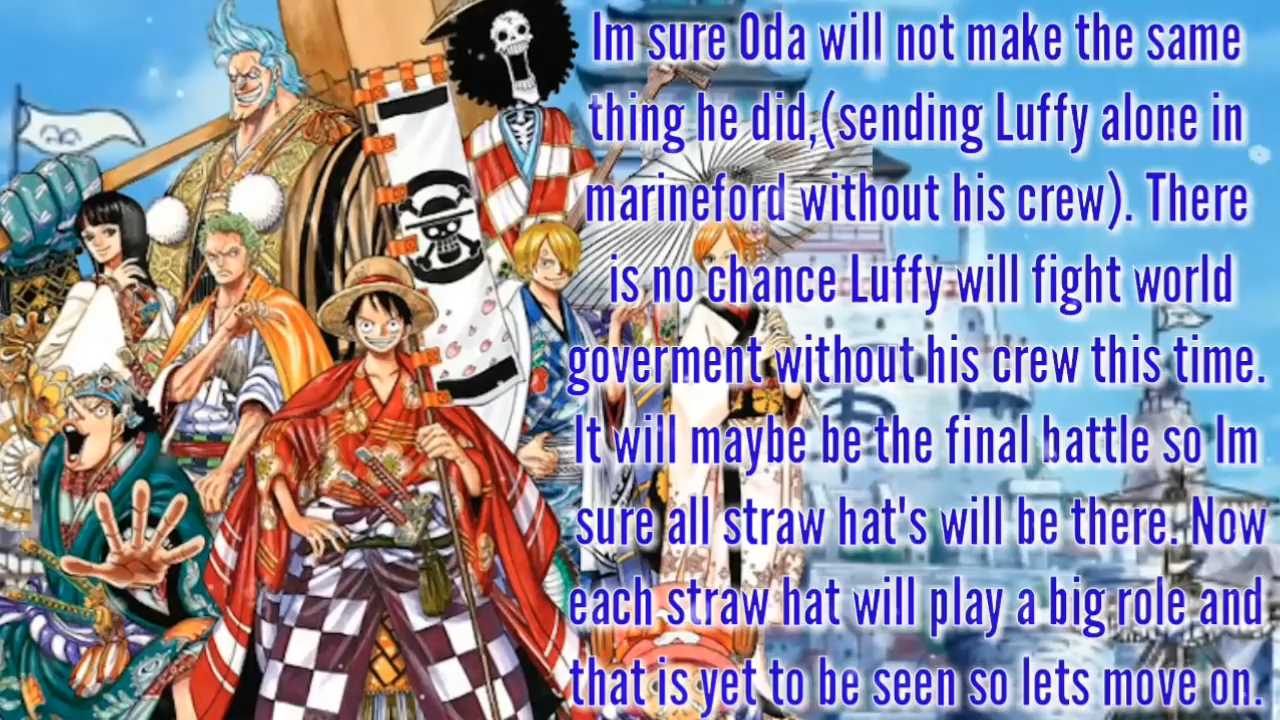 Im sure Oda will not make the same
thing he did,(sending Luffy alone in
marineford without his crew). There
is no chance Luffy will fight world
goverment without his crew this time.
It will maybe be the final battle so Im
sure all straw hat's will be there. Now
each straw hat will play a big role and
that is yet to be seen so lets move on.